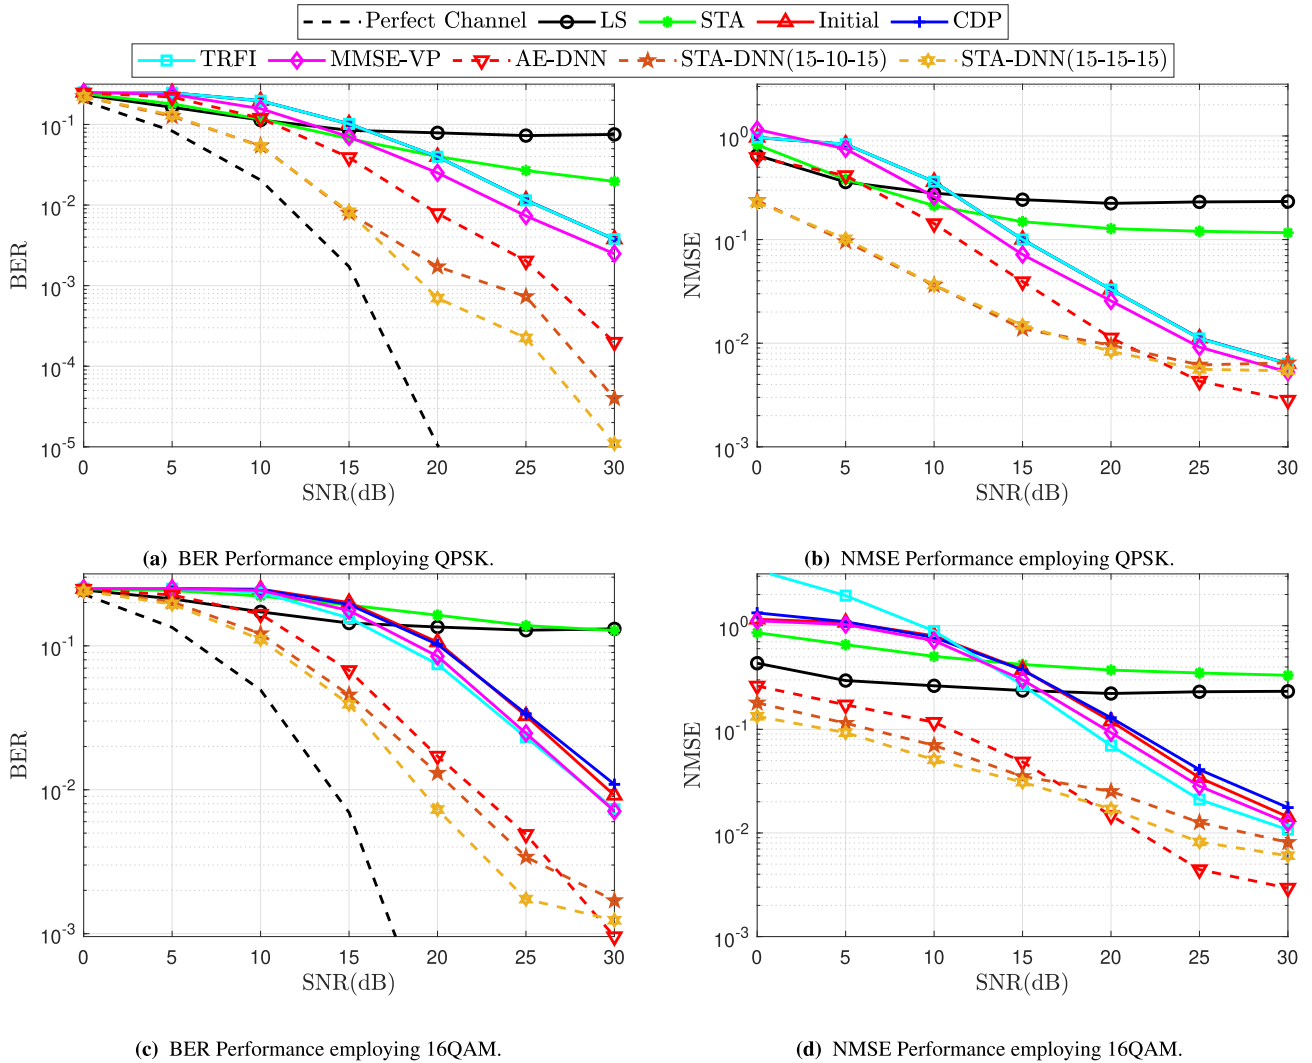 Perfect Channel LS STA Initial CDP
TRFI MMSE-VP AE-DNN STA-DNN(15-10-15) STA-DNN(15-15-15)
10^-1
10^-2
10^-3
10^-4
10^-5
BER
0 5 10 15 20 25 30
SNR(dB)
(a) BER Performance employing QPSK.
10^0
10^-1
10^-2
10^-3
NMSE
0 5 10 15 20 25 30
SNR(dB)
(b) NMSE Performance employing QPSK.
10^-1
10^-2
10^-3
BER
0 5 10 15 20 25 30
SNR(dB)
(c) BER Performance employing 16QAM.
10^0
10^-1
10^-2
10^-3
NMSE
0 5 10 15 20 25 30
SNR(dB)
(d) NMSE Performance employing 16QAM.